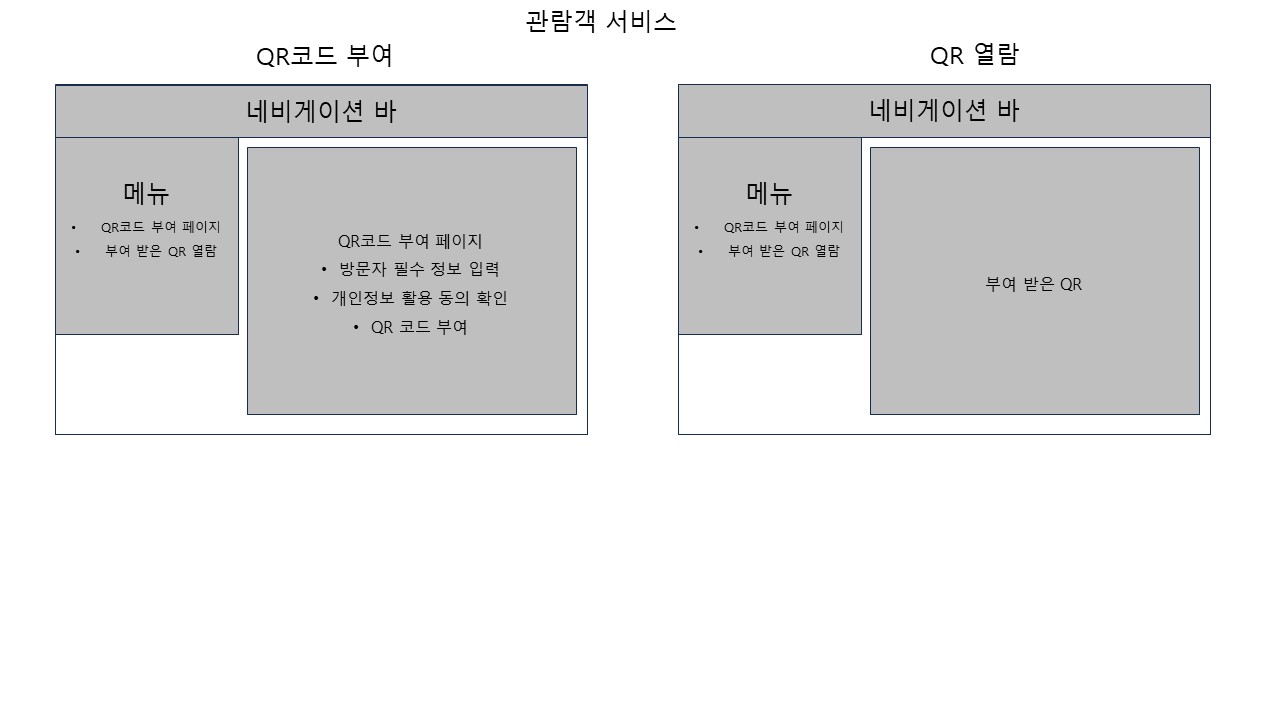 관람객 서비스
QR코드 부여
네비게이션 바
메뉴
• QR코드 부여 페이지
• 부여 받은 QR 열람
QR코드 부여 페이지
• 방문자 필수 정보 입력
• 개인정보 활용 동의 확인
• QR 코드 부여
QR 열람
네비게이션 바
메뉴
• QR코드 부여 페이지
• 부여 받은 QR 열람
부여 받은 QR